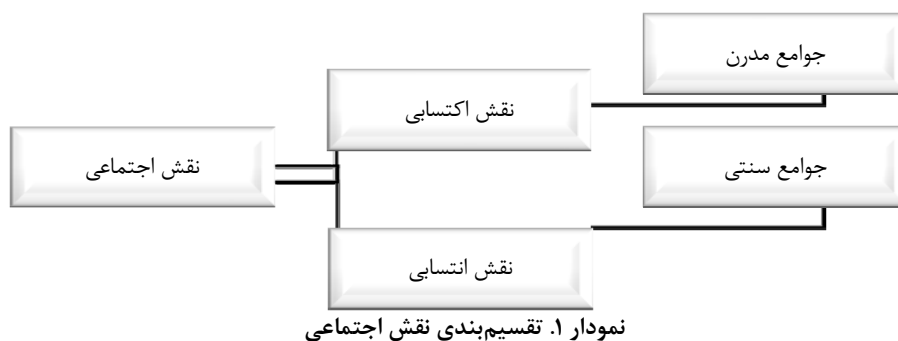 جوامع مدرن
نقش اکتسابی
نقش اجتماعی
جوامع سنتی
نقش انتسابی
نمودار ۱. تقسیم‌بندی نقش اجتماعی